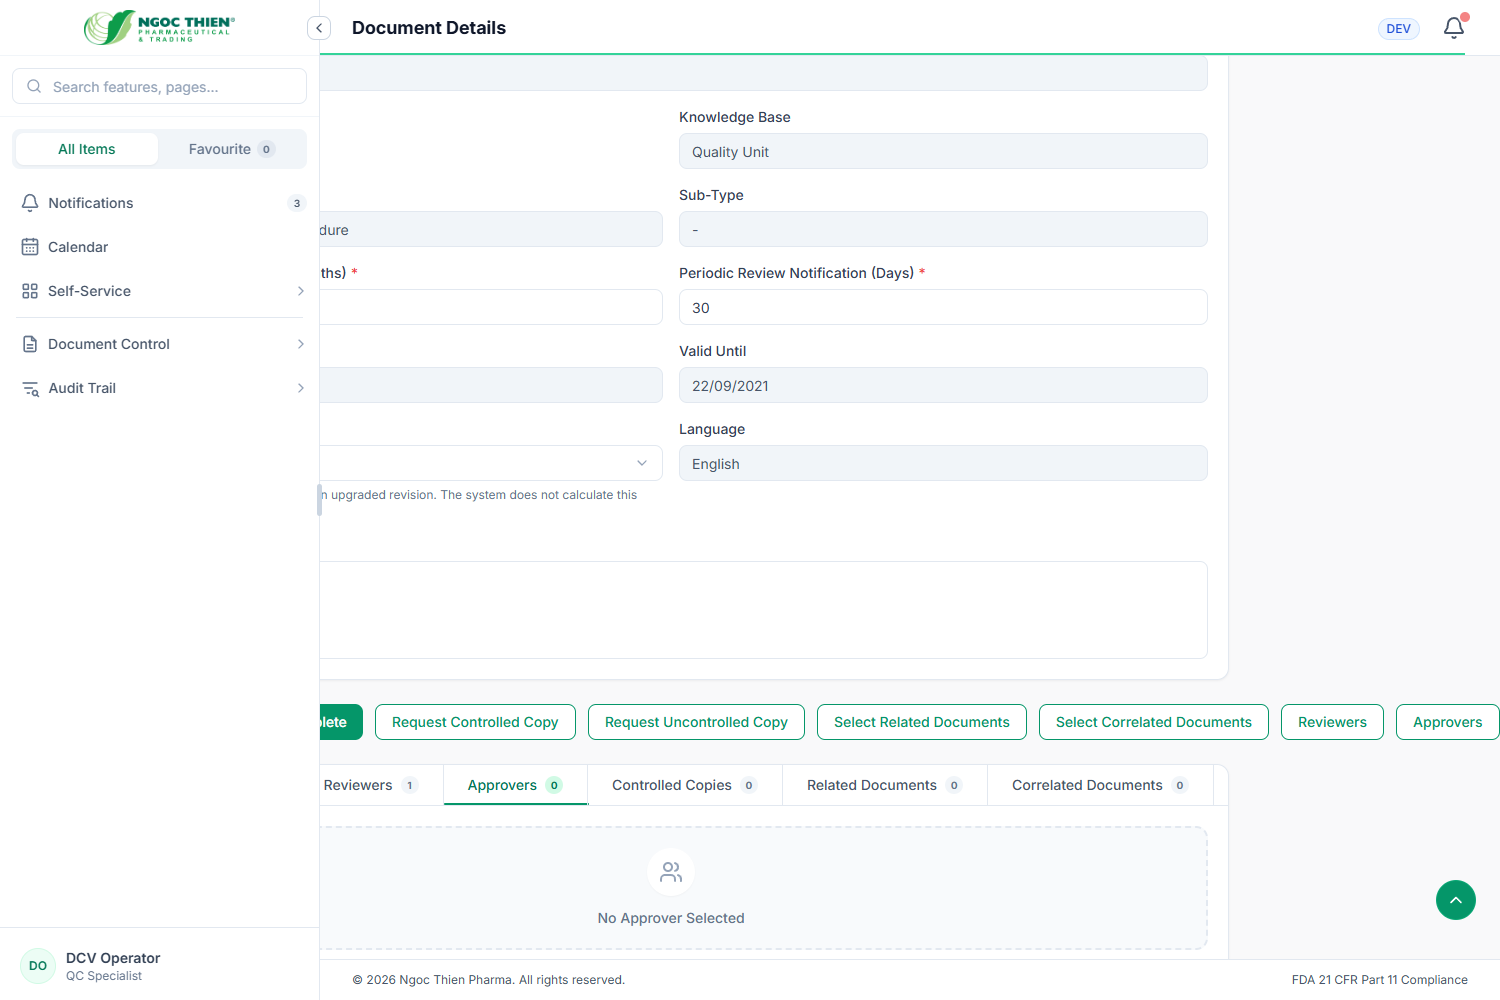 NGOC THIEN®
PHARMACEUTICAL
& TRADING
Document Details
DEV
Search features, pages...
All Items
Favourite 0
Notifications 3
Calendar
Self-Service
Document Control
Audit Trail
Knowledge Base
Quality Unit
Sub-Type
dure
-
ths) *
Periodic Review Notification (Days) *
30
Valid Until
22/09/2021
Language
English
n upgraded revision. The system does not calculate this
lete
Request Controlled Copy
Request Uncontrolled Copy
Select Related Documents
Select Correlated Documents
Reviewers
Approvers
Reviewers 1
Approvers 0
Controlled Copies 0
Related Documents 0
Correlated Documents 0
No Approver Selected
DO
DCV Operator
QC Specialist
© 2026 Ngoc Thien Pharma. All rights reserved.
FDA 21 CFR Part 11 Compliance